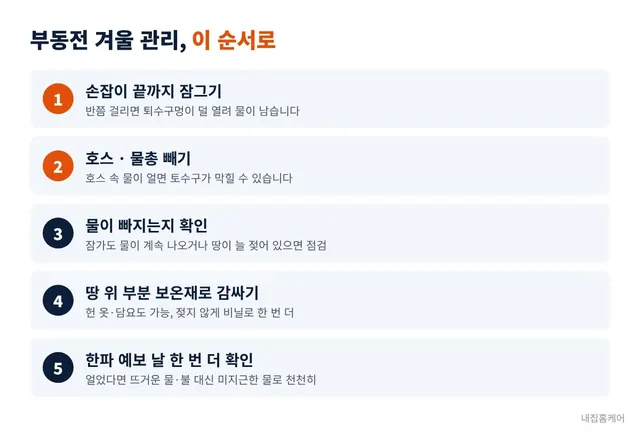 부동전 겨울 관리, 이 순서로
1
손잡이 끝까지 잠그기
반쯤 걸리면 퇴수구멍이 덜 열려 물이 남습니다
2
호스 · 물총 빼기
호스 속 물이 얼면 토수구가 막힐 수 있습니다
3
물이 빠지는지 확인
잠가도 물이 계속 나오거나 땅이 늘 젖어 있으면 점검
4
땅 위 부분 보온재로 감싸기
헌 옷·담요도 가능, 젖지 않게 비닐로 한 번 더
5
한파 예보 날 한 번 더 확인
얼었다면 뜨거운 물·불 대신 미지근한 물로 천천히
내집홈케어